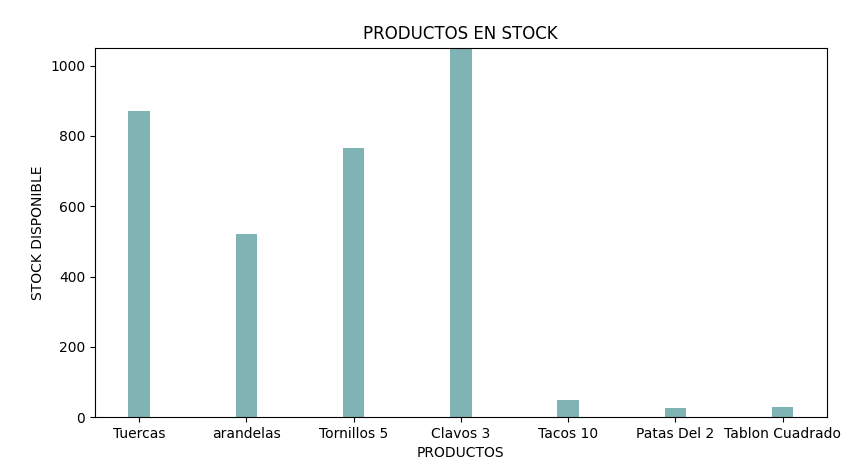 PRODUCTOS EN STOCK
1000
800
600
400
200
0
STOCK DISPONIBLE
Tuercas arandelas Tornillos 5 Clavos 3 Tacos 10 Patas Del 2 Tablon Cuadrado
PRODUCTOS